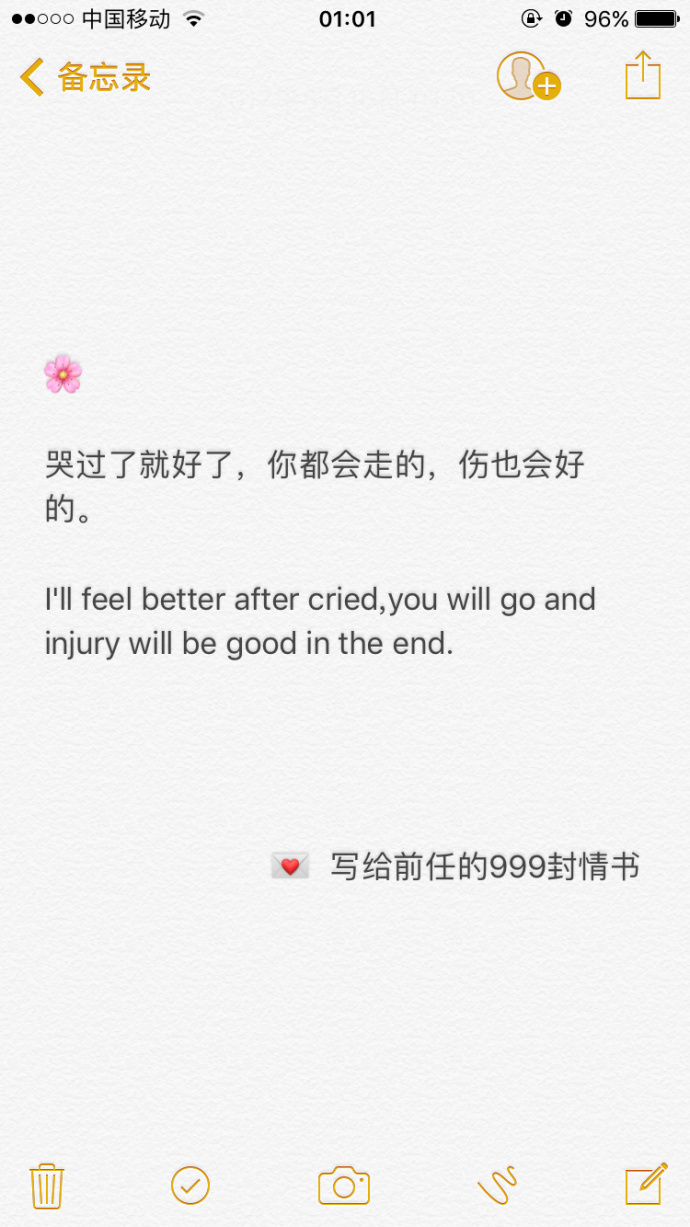 中国移动 01:01 96%
备忘录
🌸
哭过了就好了，你都会走的，伤也会好
的。
I'll feel better after cried,you will go and
injury will be good in the end.
💌 写给前任的999封情书